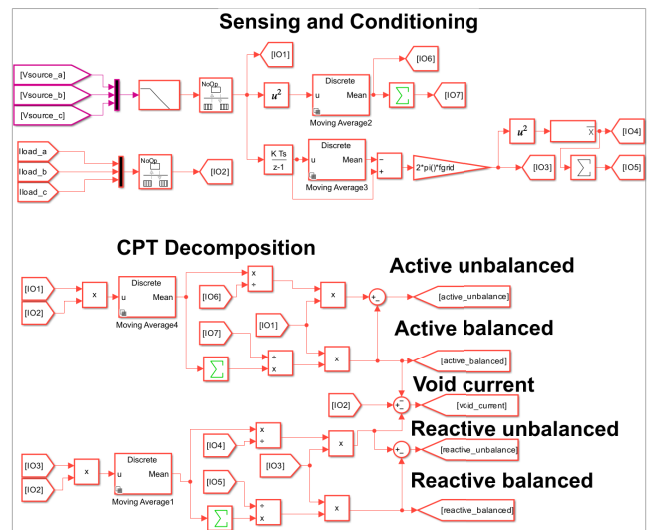 Sensing and Conditioning
[Vsource_a]
[Vsource_b]
[Vsource_c]
NoOp
[IO1]
u²
Discrete
u
Mean
Moving Average2
[IO6]
[IO7]
u²
[IO4]
Iload_a
Iload_b
Iload_c
NoOp
[IO2]
K Ts
z-1
Discrete
u
Mean
Moving Average3
2*pi()*fgrid
[IO3]
[IO5]
CPT Decomposition
Active unbalanced
[IO1]
[IO2]
x
Discrete
u
Mean
Moving Average4
[IO6]
x
÷
x
[active_unbalance]
[IO7]
[IO1]
÷
x
x
Active balanced
[active_balanced]
Void current
[IO2]
[void_current]
Reactive unbalanced
[IO3]
[IO2]
x
Discrete
u
Mean
Moving Average1
[IO4]
x
÷
x
[reactive_unbalance]
[IO5]
[IO3]
÷
x
x
Reactive balanced
[reactive_balanced]